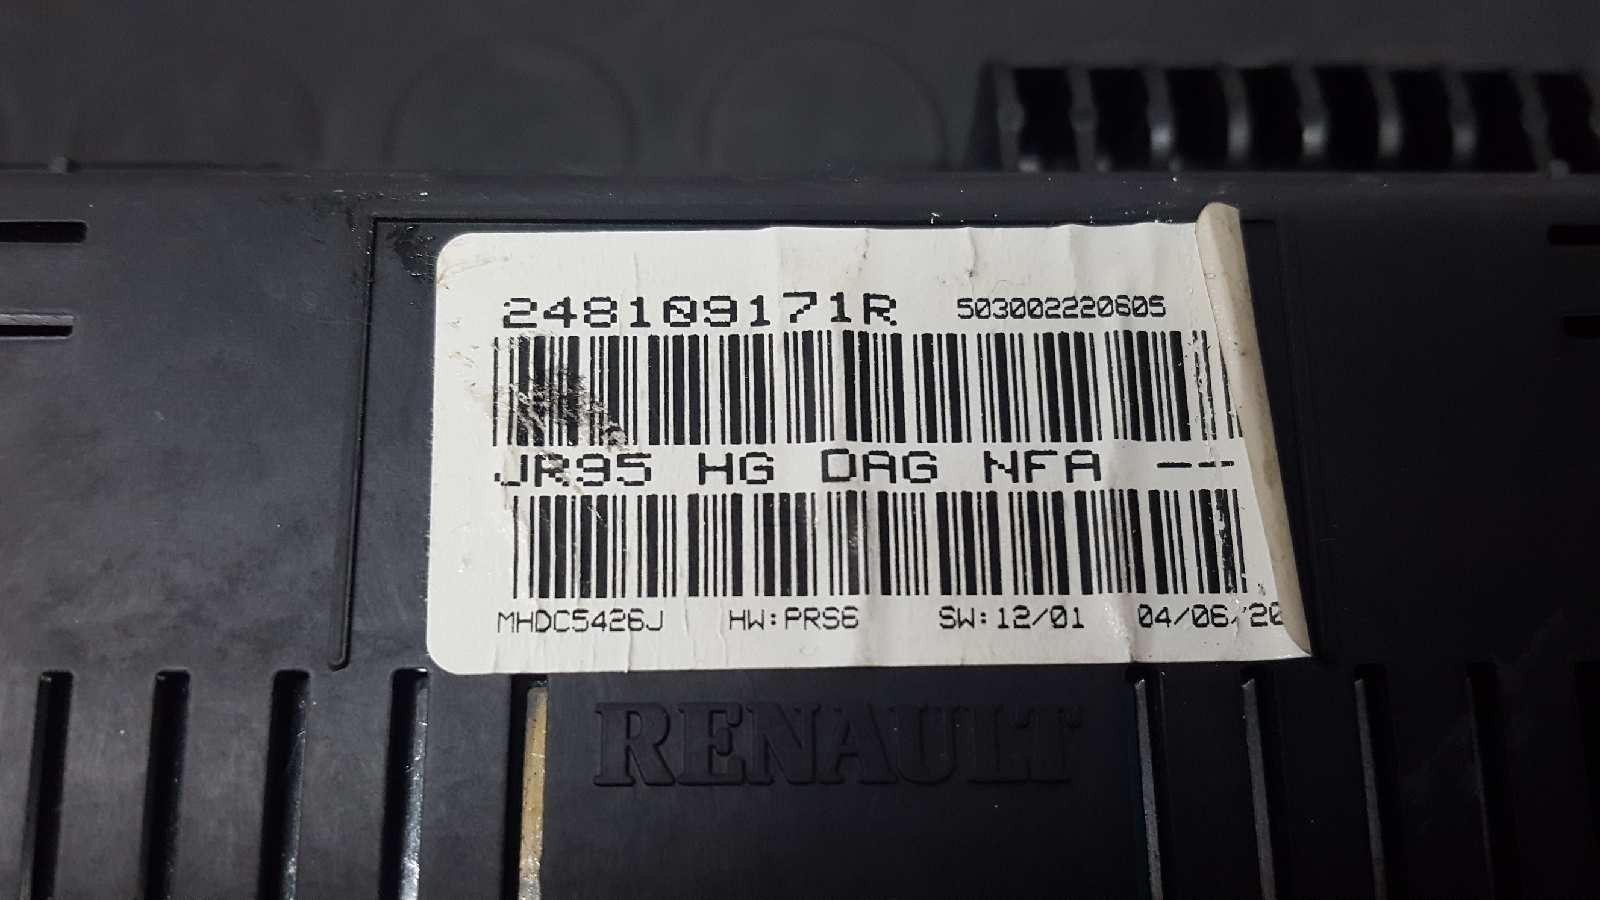 248109171R 503002220605
JR95 HG DAG NFA --
MHDC5426J HW:PRS6 SW:12/01 04/06/20
RENAULT